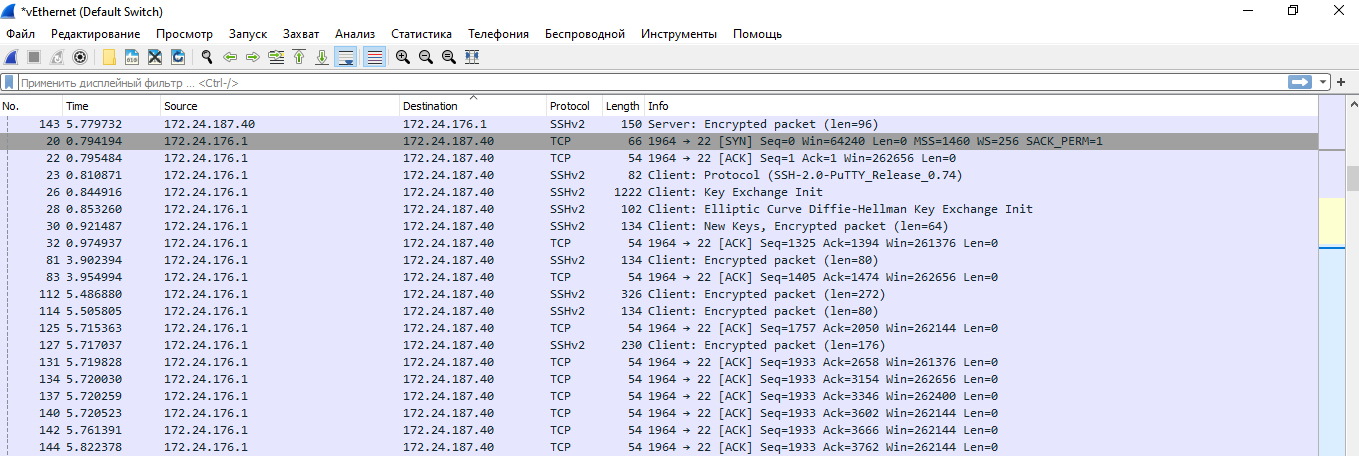 *vEthernet (Default Switch)
Файл Редактирование Просмотр Запуск Захват Анализ Статистика Телефония Беспроводной Инструменты Помощь
Применить дисплейный фильтр ... <Ctrl-/>
No. Time Source Destination Protocol Length Info
143 5.779732 172.24.187.40 172.24.176.1 SSHv2 150 Server: Encrypted packet (len=96)
20 0.794194 172.24.176.1 172.24.187.40 TCP 66 1964 → 22 [SYN] Seq=0 Win=64240 Len=0 MSS=1460 WS=256 SACK_PERM=1
22 0.795484 172.24.176.1 172.24.187.40 TCP 54 1964 → 22 [ACK] Seq=1 Ack=1 Win=262656 Len=0
23 0.810871 172.24.176.1 172.24.187.40 SSHv2 82 Client: Protocol (SSH-2.0-PuTTY_Release_0.74)
26 0.844916 172.24.176.1 172.24.187.40 SSHv2 1222 Client: Key Exchange Init
28 0.853260 172.24.176.1 172.24.187.40 SSHv2 102 Client: Elliptic Curve Diffie-Hellman Key Exchange Init
30 0.921487 172.24.176.1 172.24.187.40 SSHv2 134 Client: New Keys, Encrypted packet (len=64)
32 0.974937 172.24.176.1 172.24.187.40 TCP 54 1964 → 22 [ACK] Seq=1325 Ack=1394 Win=261376 Len=0
81 3.902394 172.24.176.1 172.24.187.40 SSHv2 134 Client: Encrypted packet (len=80)
83 3.954994 172.24.176.1 172.24.187.40 TCP 54 1964 → 22 [ACK] Seq=1405 Ack=1474 Win=262656 Len=0
112 5.486880 172.24.176.1 172.24.187.40 SSHv2 326 Client: Encrypted packet (len=272)
114 5.505805 172.24.176.1 172.24.187.40 SSHv2 134 Client: Encrypted packet (len=80)
125 5.715363 172.24.176.1 172.24.187.40 TCP 54 1964 → 22 [ACK] Seq=1757 Ack=2050 Win=262144 Len=0
127 5.717037 172.24.176.1 172.24.187.40 SSHv2 230 Client: Encrypted packet (len=176)
131 5.719828 172.24.176.1 172.24.187.40 TCP 54 1964 → 22 [ACK] Seq=1933 Ack=2658 Win=261376 Len=0
134 5.720030 172.24.176.1 172.24.187.40 TCP 54 1964 → 22 [ACK] Seq=1933 Ack=3154 Win=262656 Len=0
137 5.720259 172.24.176.1 172.24.187.40 TCP 54 1964 → 22 [ACK] Seq=1933 Ack=3346 Win=262400 Len=0
140 5.720523 172.24.176.1 172.24.187.40 TCP 54 1964 → 22 [ACK] Seq=1933 Ack=3602 Win=262144 Len=0
142 5.761391 172.24.176.1 172.24.187.40 TCP 54 1964 → 22 [ACK] Seq=1933 Ack=3666 Win=262144 Len=0
144 5.822378 172.24.176.1 172.24.187.40 TCP 54 1964 → 22 [ACK] Seq=1933 Ack=3762 Win=262144 Len=0